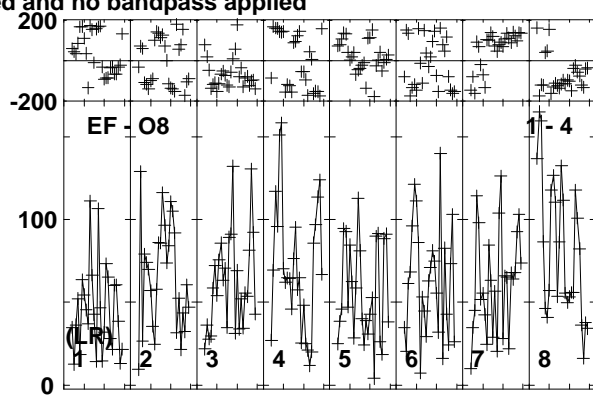 ed and no bandpass applied
200
-200
EF - O8
1 - 4
100
(LR)
1 2 3 4 5 6 7 8
0